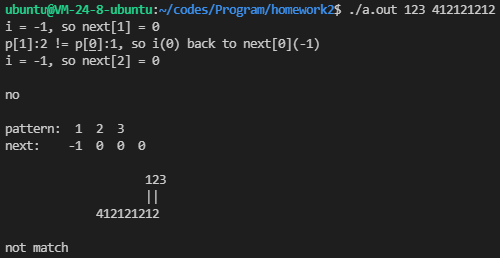 ubuntu@VM-24-8-ubuntu:~/codes/Program/homework2$ ./a.out 123 412121212
i = -1, so next[1] = 0
p[1]:2 != p[0]:1, so i(0) back to next[0](-1)
i = -1, so next[2] = 0
no
pattern:  1  2  3
next:    -1  0  0  0
123
||
412121212
not match